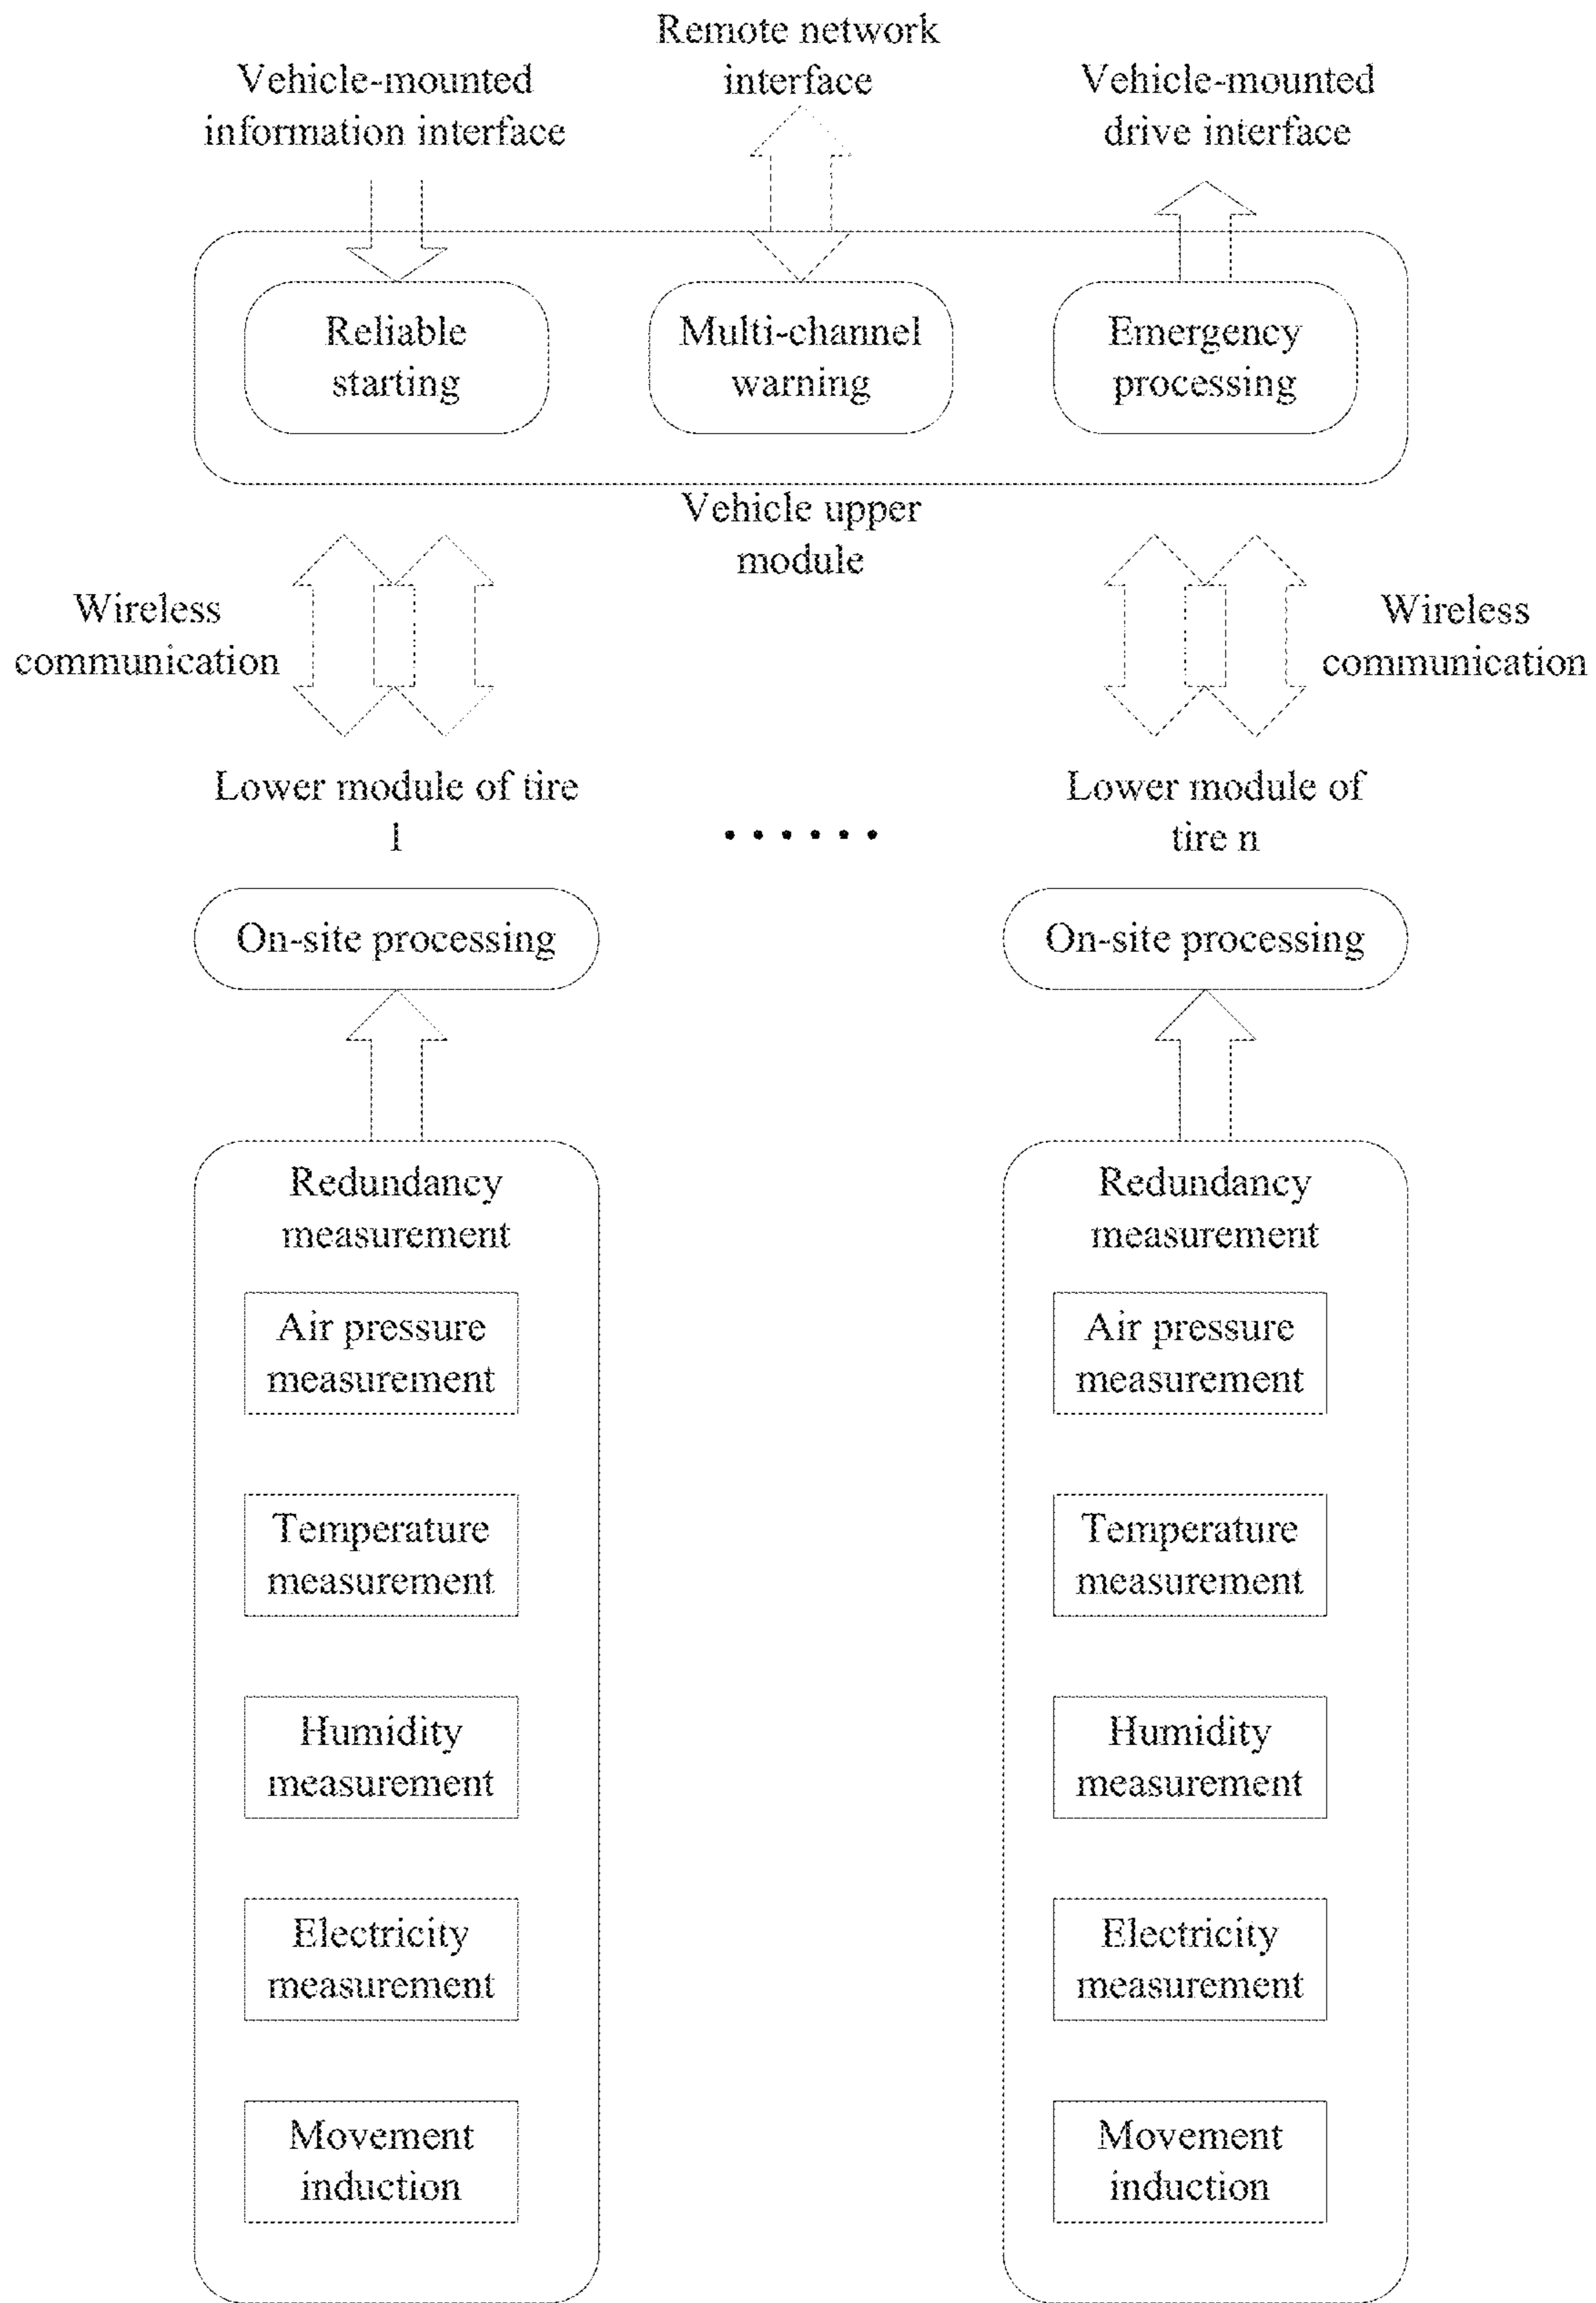 Remote network
interface
Vehicle-mounted
information interface
Vehicle-mounted
drive interface
Reliable
starting
Multi-channel
warning
Emergency
processing
Vehicle upper
module
Wireless
communication
Wireless
communication
Lower module of tire
1
......
Lower module of
tire n
On-site processing
On-site processing
Redundancy
measurement
Air pressure
measurement
Temperature
measurement
Humidity
measurement
Electricity
measurement
Movement
induction
Redundancy
measurement
Air pressure
measurement
Temperature
measurement
Humidity
measurement
Electricity
measurement
Movement
induction